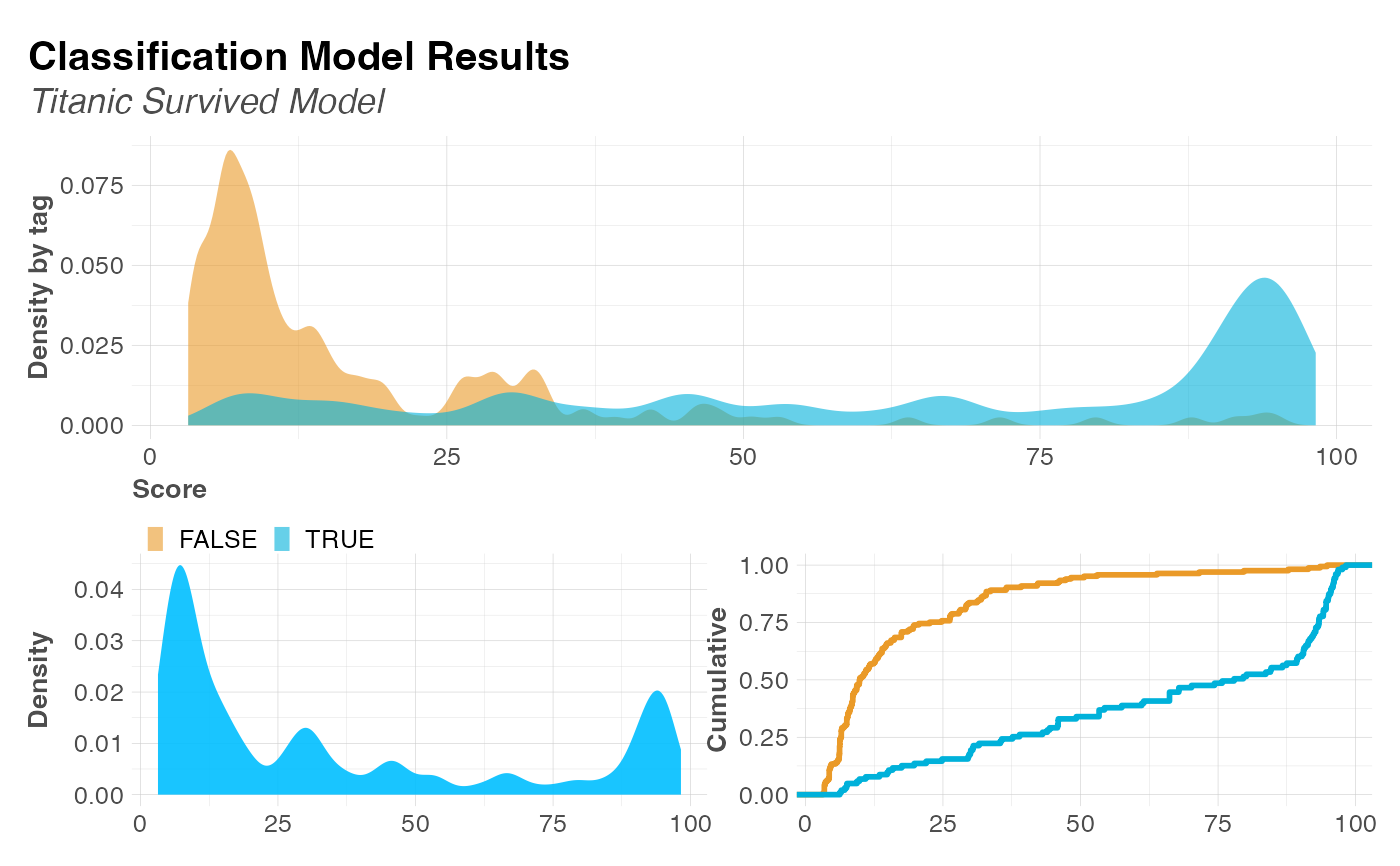 Classification Model Results
Titanic Survived Model
Density by tag
0.075
0.050
0.025
0.000
0 25 50 75 100
Score
FALSE TRUE
Density
0.04
0.03
0.02
0.01
0.00
0 25 50 75 100
Cumulative
1.00
0.75
0.50
0.25
0.00
0 25 50 75 100